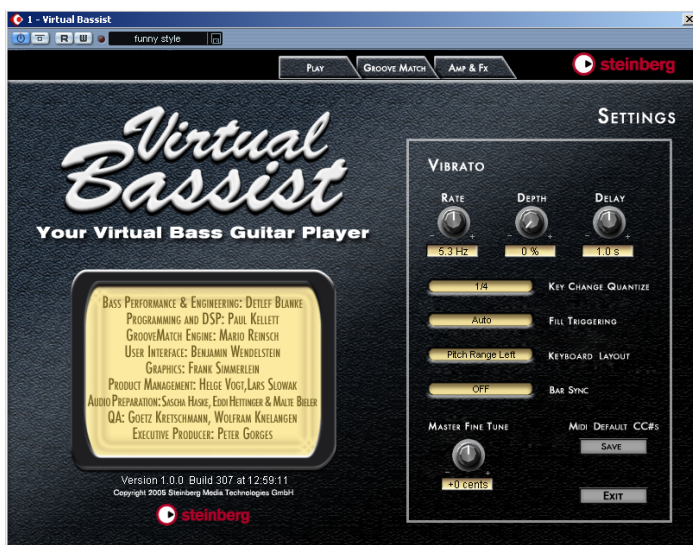 1 - Virtual Bassist
R W funny style
PLAY GROOVE MATCH AMP & FX steinberg
SETTINGS
Virtual
Bassist
Your Virtual Bass Guitar Player
VIBRATO
RATE DEPTH DELAY
- + - + - +
5.3 Hz 0 % 1.0 s
1/4 KEY CHANGE QUANTIZE
Auto FILL TRIGGERING
Pitch Range Left KEYBOARD LAYOUT
OFF BAR SYNC
MASTER FINE TUNE MIDI DEFAULT CC#S
SAVE
- +
+0 cents
EXIT
BASS PERFORMANCE & ENGINEERING: DETLEF BLANKE
PROGRAMMING AND DSP: PAUL KELLETT
GROOVEMATCH ENGINE: MARIO REINSCH
USER INTERFACE: BENJAMIN WENDELSTEIN
GRAPHICS: FRANK SIMMERLEIN
PRODUCT MANAGEMENT: HELGE VOGT,LARS SLOWAK
AUDIO PREPARATION:SASCHA HASKE, EDDI HETTINGER & MALTE BIELER
QA: GOETZ KRETSCHMANN, WOLFRAM KNELANGEN
EXECUTIVE PRODUCER: PETER GORGES
Version 1.0.0 Build 307 at 12:59:11
Copyright 2005 Steinberg Media Technologies GmbH
steinberg